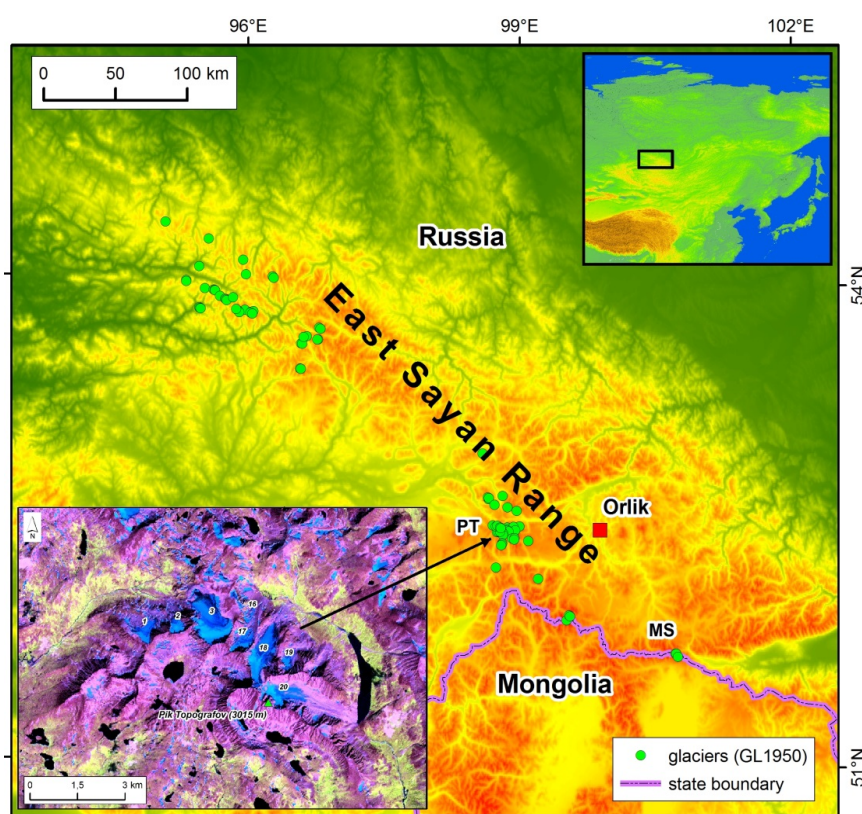 96°E 99°E 102°E
0 50 100 km
Russia
54°N
East Sayan Range
Orlik
PT
N
1 2 3 16
17 18 19
20
Pik Topografov (3015 m)
MS
Mongolia
0 1,5 3 km
glaciers (GL1950)
state boundary
51°N